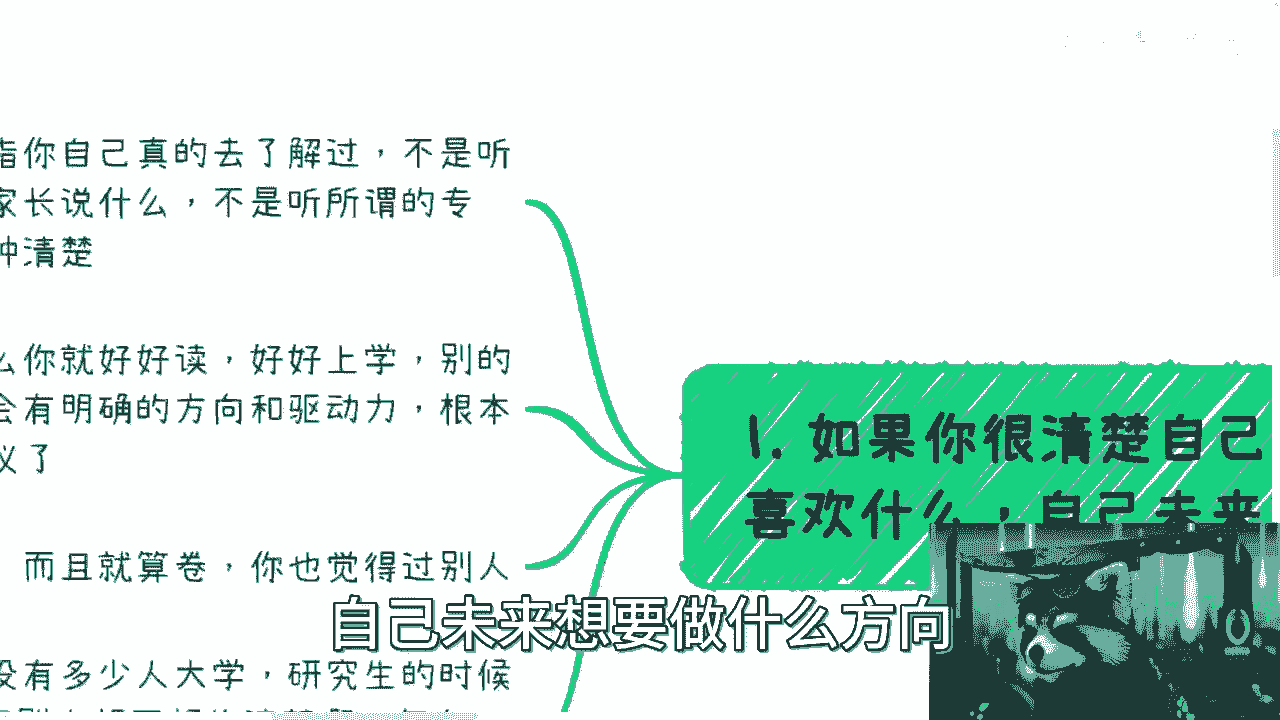 指你自己真的去了解过，不是听
家长说什么，不是听所谓的专
种清楚
么你就好好读，好好上学，别的
会有明确的方向和驱动力，根本
议了
而且就算卷，你也觉得过别人
没有多少人大学，研究生的时候
1. 如果你很清楚自己
喜欢什么，自己未来
自己未来想要做什么方向